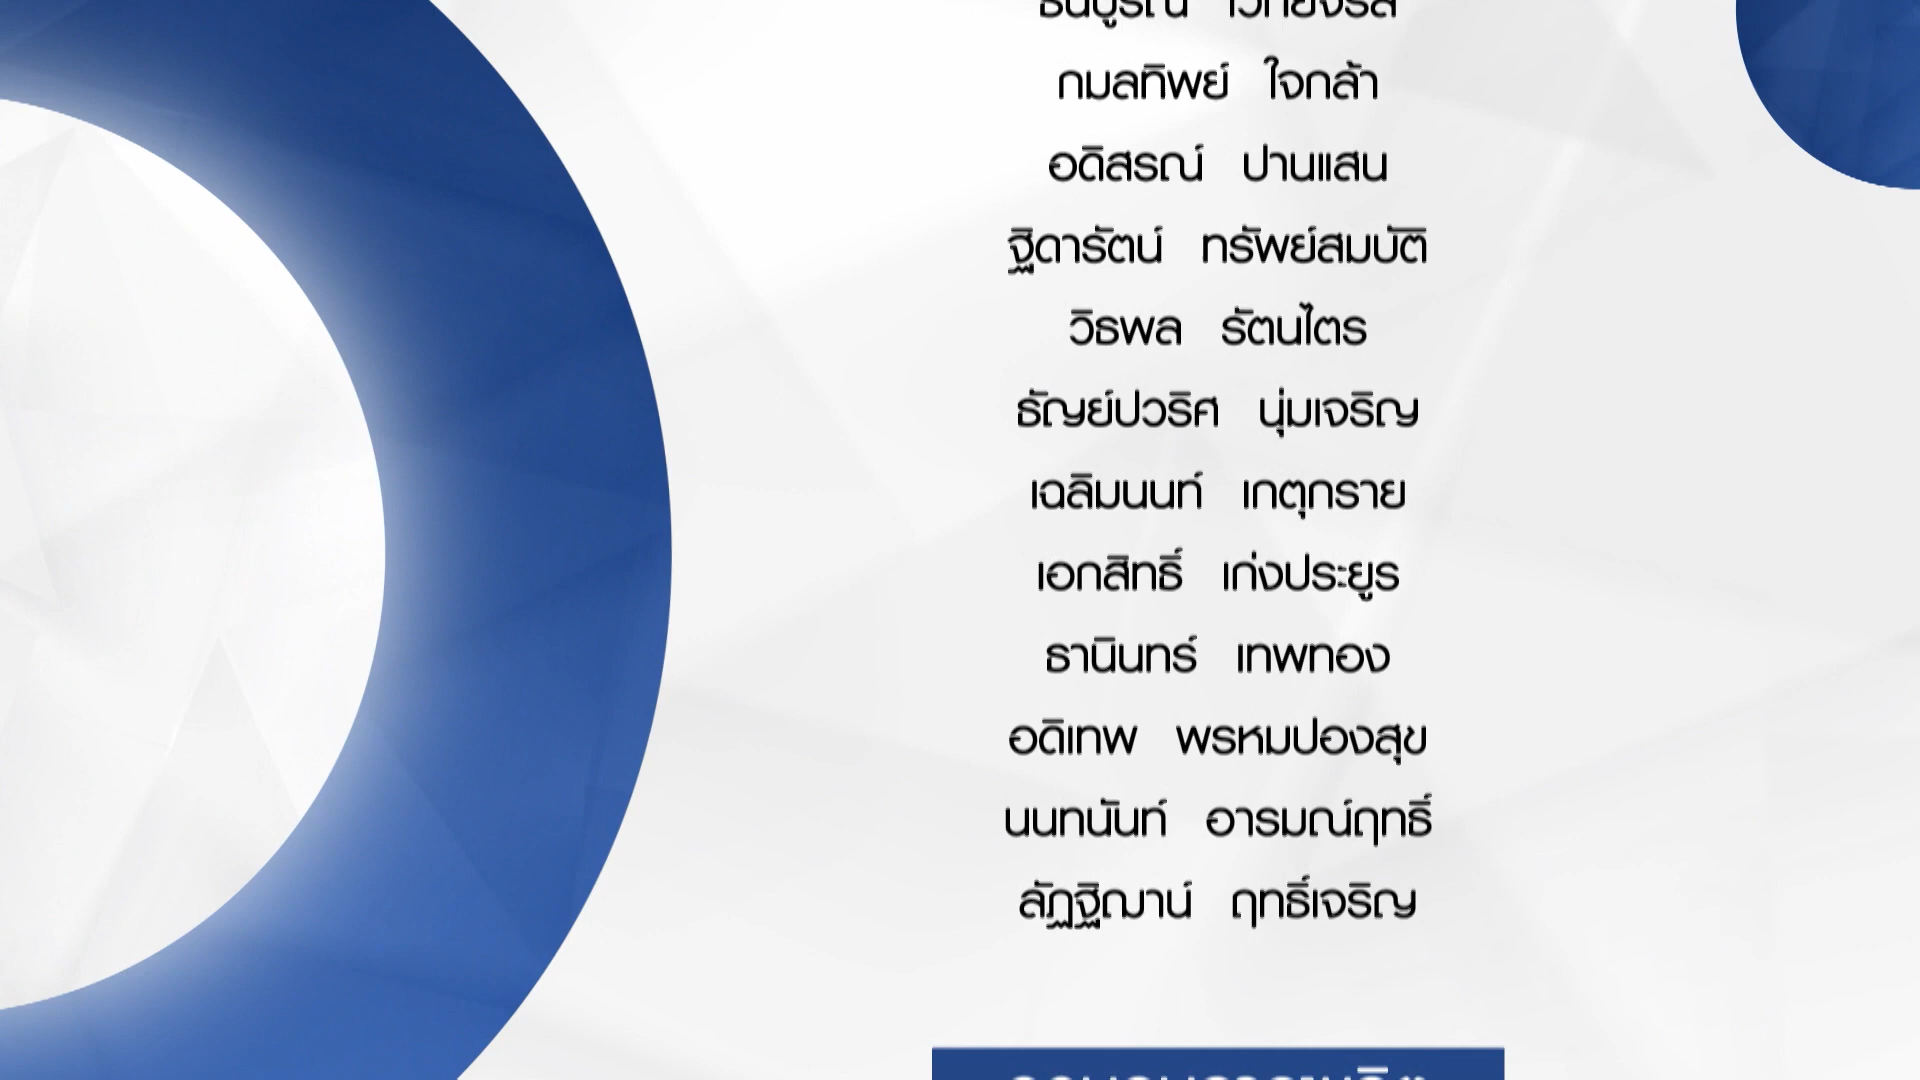 กมลทิพย์ ใจกล้า
อดิสรณ์ ปานแสน
ฐิดารัตน์ ทรัพย์สมบัติ
วิธพล รัตนไตร
ธัญย์ปวริศ นุ่มเจริญ
เฉลิมนนท์ เกตุกราย
เอกสิทธิ์ เก่งประยูร
ธานินทร์ เทพทอง
อดิเทพ พรหมปองสุข
นนทนันท์ อารมณ์ฤทธิ์
ลัฏฐิฌาน์ ฤทธิ์เจริญ